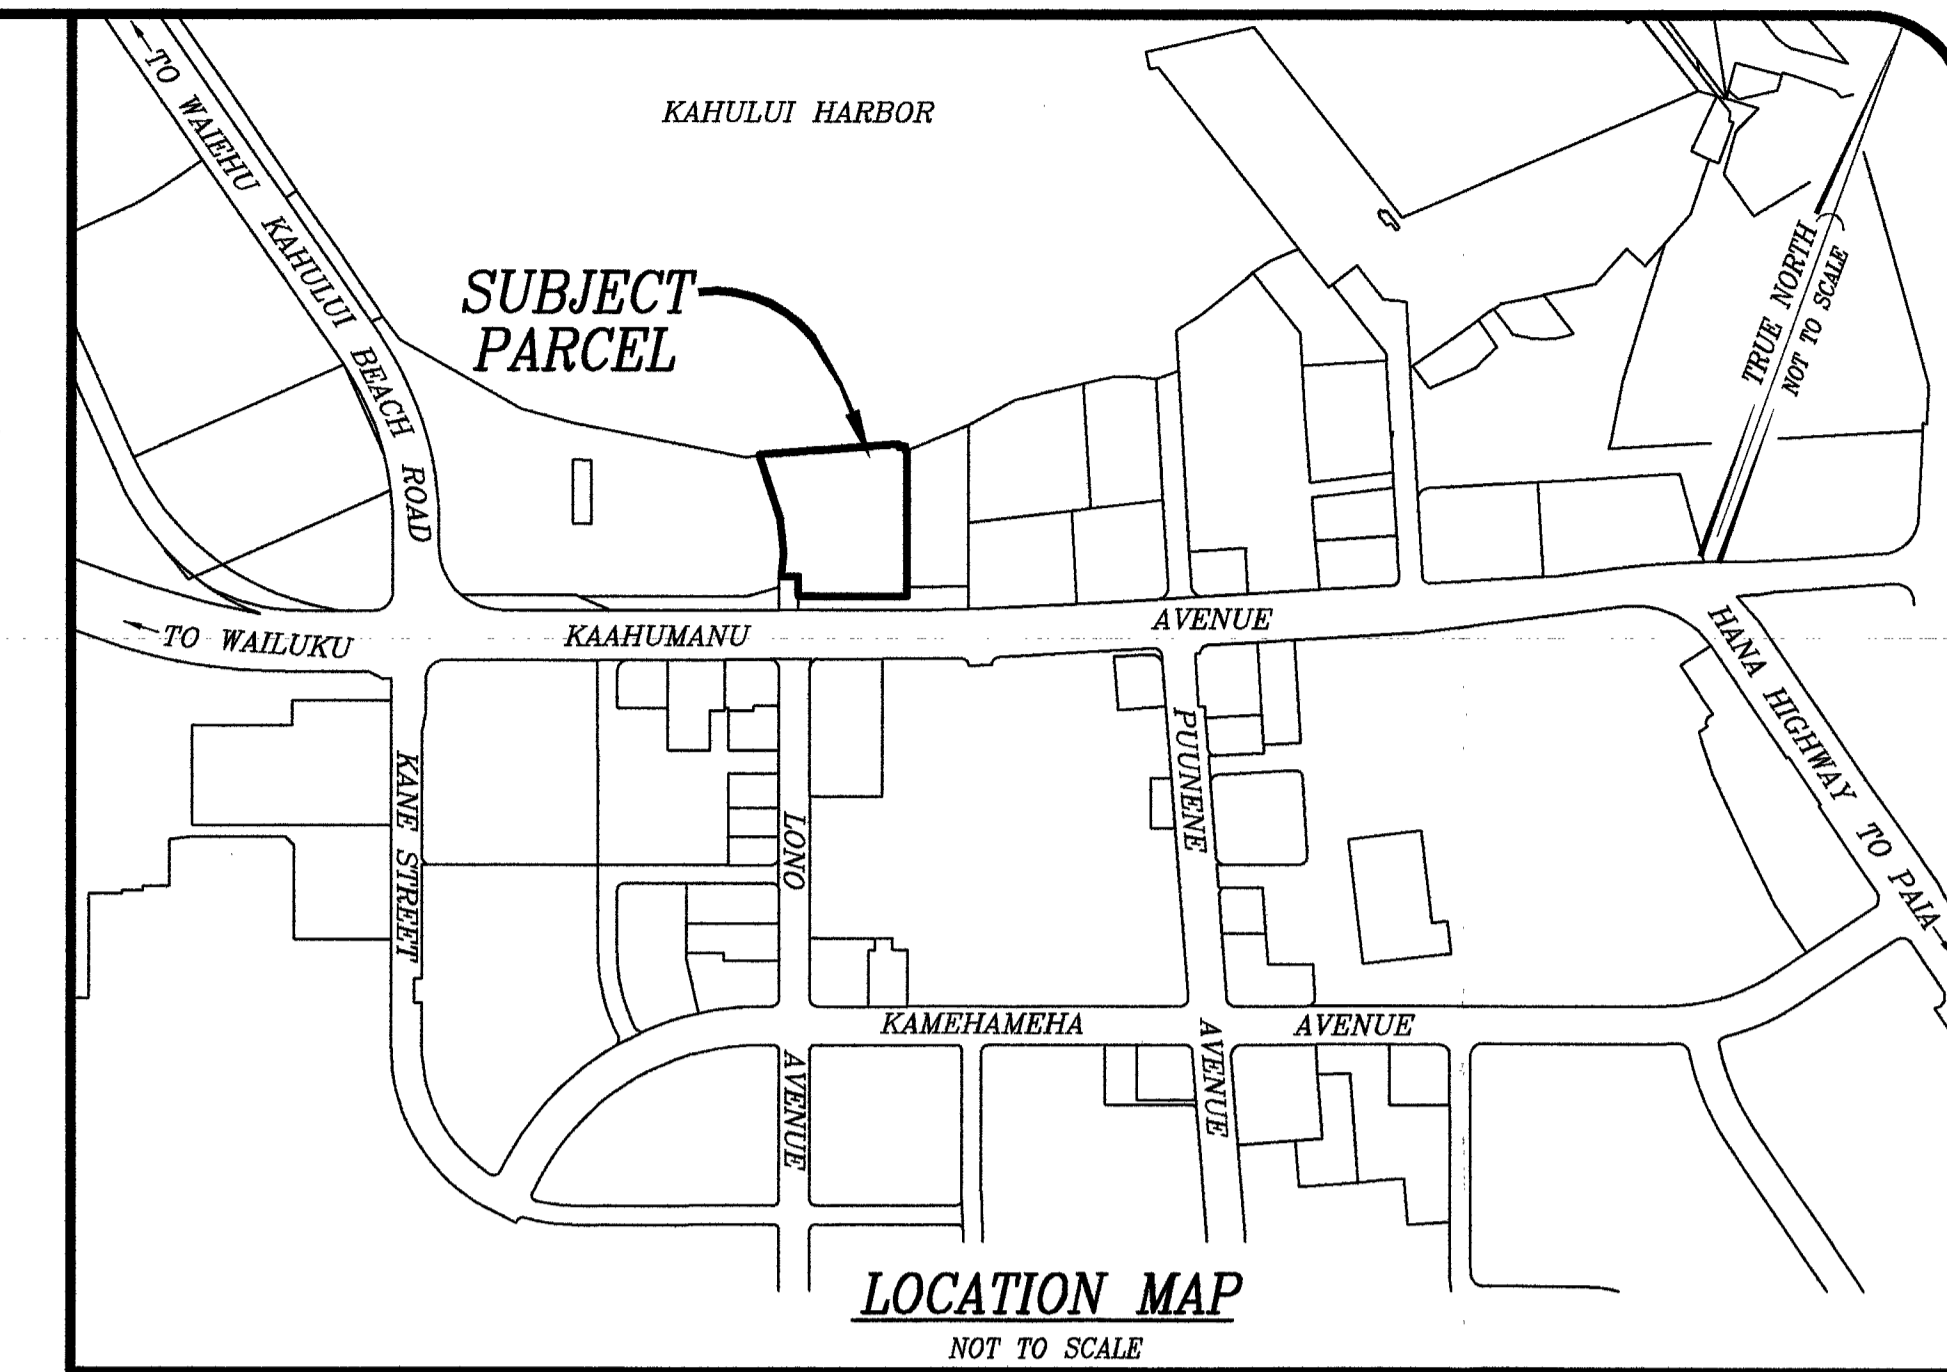 TO WAIEHU
KAHULUI HARBOR
KAHULUI BEACH ROAD
SUBJECT
PARCEL
TRUE NORTH
NOT TO SCALE
TO WAILUKU
KAAHUMANU AVENUE
HANA HIGHWAY TO PAIA
KANE STREET
LONO AVENUE
PUUNENE AVENUE
KAMEHAMEHA AVENUE
LOCATION MAP
NOT TO SCALE